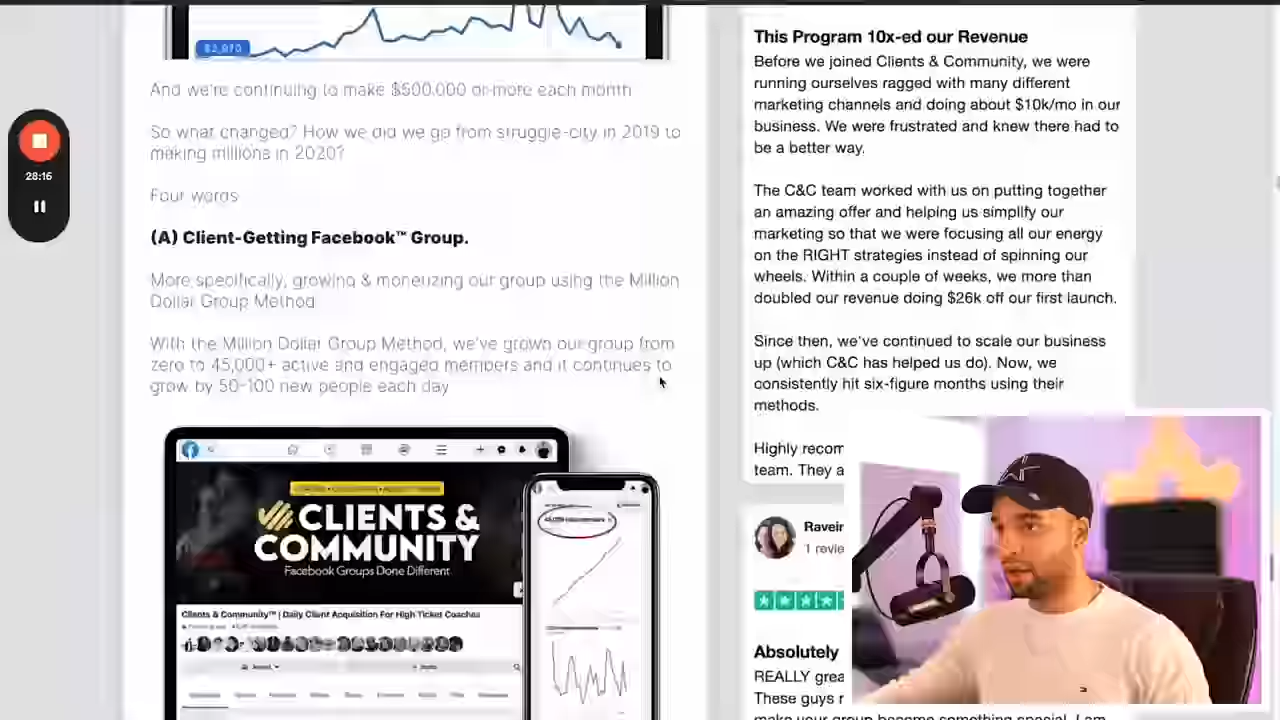 $2,970
And we're continuing to make $500,000 or more each month
So what changed? How we did we go from struggle-city in 2019 to
making millions in 2020?
Four words
(A) Client-Getting Facebook™ Group.
More specifically, growing & monetizing our group using the Million
Dollar Group Method
With the Million Dollar Group Method, we've grown our group from
zero to 45,000+ active and engaged members and it continues to
grow by 50-100 new people each day
CLIENTS &
COMMUNITY
Facebook Groups Done Different
Clients & Community™ | Daily Client Acquisition For High Ticket Coaches
28:16
This Program 10x-ed our Revenue
Before we joined Clients & Community, we were
running ourselves ragged with many different
marketing channels and doing about $10k/mo in our
business. We were frustrated and knew there had to
be a better way.
The C&C team worked with us on putting together
an amazing offer and helping us simplify our
marketing so that we were focusing all our energy
on the RIGHT strategies instead of spinning our
wheels. Within a couple of weeks, we more than
doubled our revenue doing $26k off our first launch.
Since then, we've continued to scale our business
up (which C&C has helped us do). Now, we
consistently hit six-figure months using their
methods.
Highly recom
team. They a
Raveir
1 revie
Absolutely
REALLY grea
These guys r
make your group become something special. I am